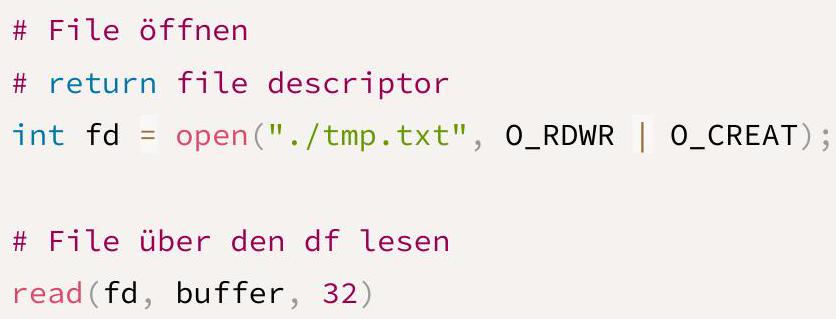 # File öffnen
# return file descriptor
int fd = open("./tmp.txt", O_RDWR | O_CREAT);
# File über den df lesen
read(fd, buffer, 32)